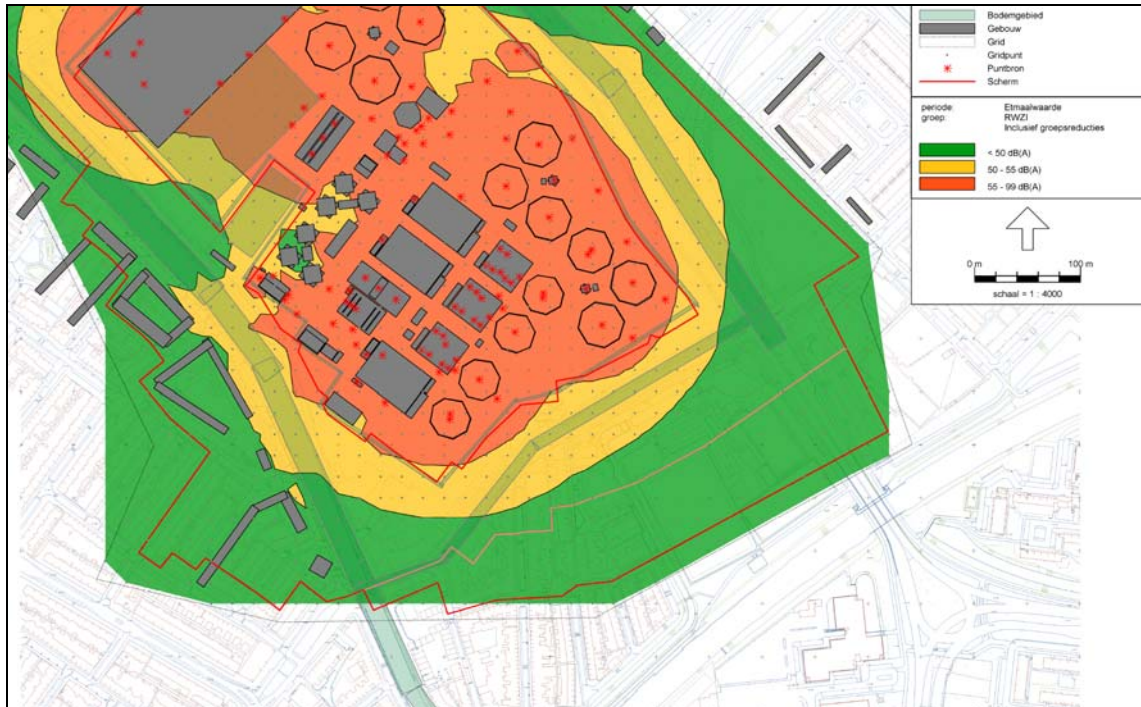 Bodemgebied
Gebouw
Grid
Gridpunt
Puntbron
Scherm
periode: Etmaalwaarde
groep: RWZI
Inclusief groepsreducties
< 50 dB(A)
50 - 55 dB(A)
55 - 99 dB(A)
0 m 100 m
schaal = 1 : 4000